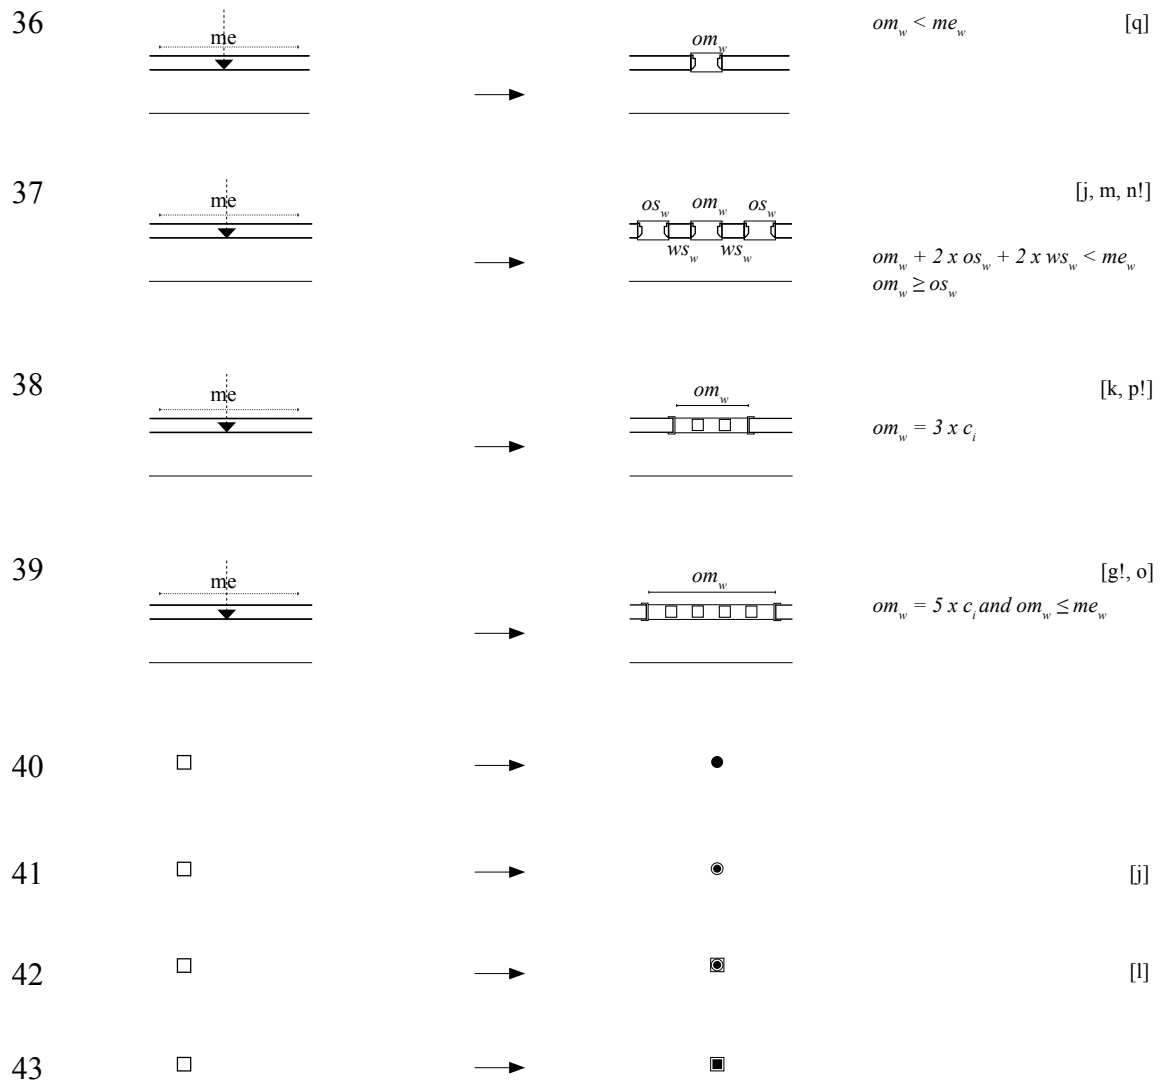 36 me om_w om_w < me_w [q]
37 me os_w om_w os_w [j, m, n!]
ws_w ws_w om_w + 2 x os_w + 2 x ws_w < me_w
om_w ≥ os_w
38 me om_w [k, p!]
om_w = 3 x c_i
39 me om_w [g!, o]
om_w = 5 x c_i and om_w ≤ me_w
40
41 [j]
42 [l]
43